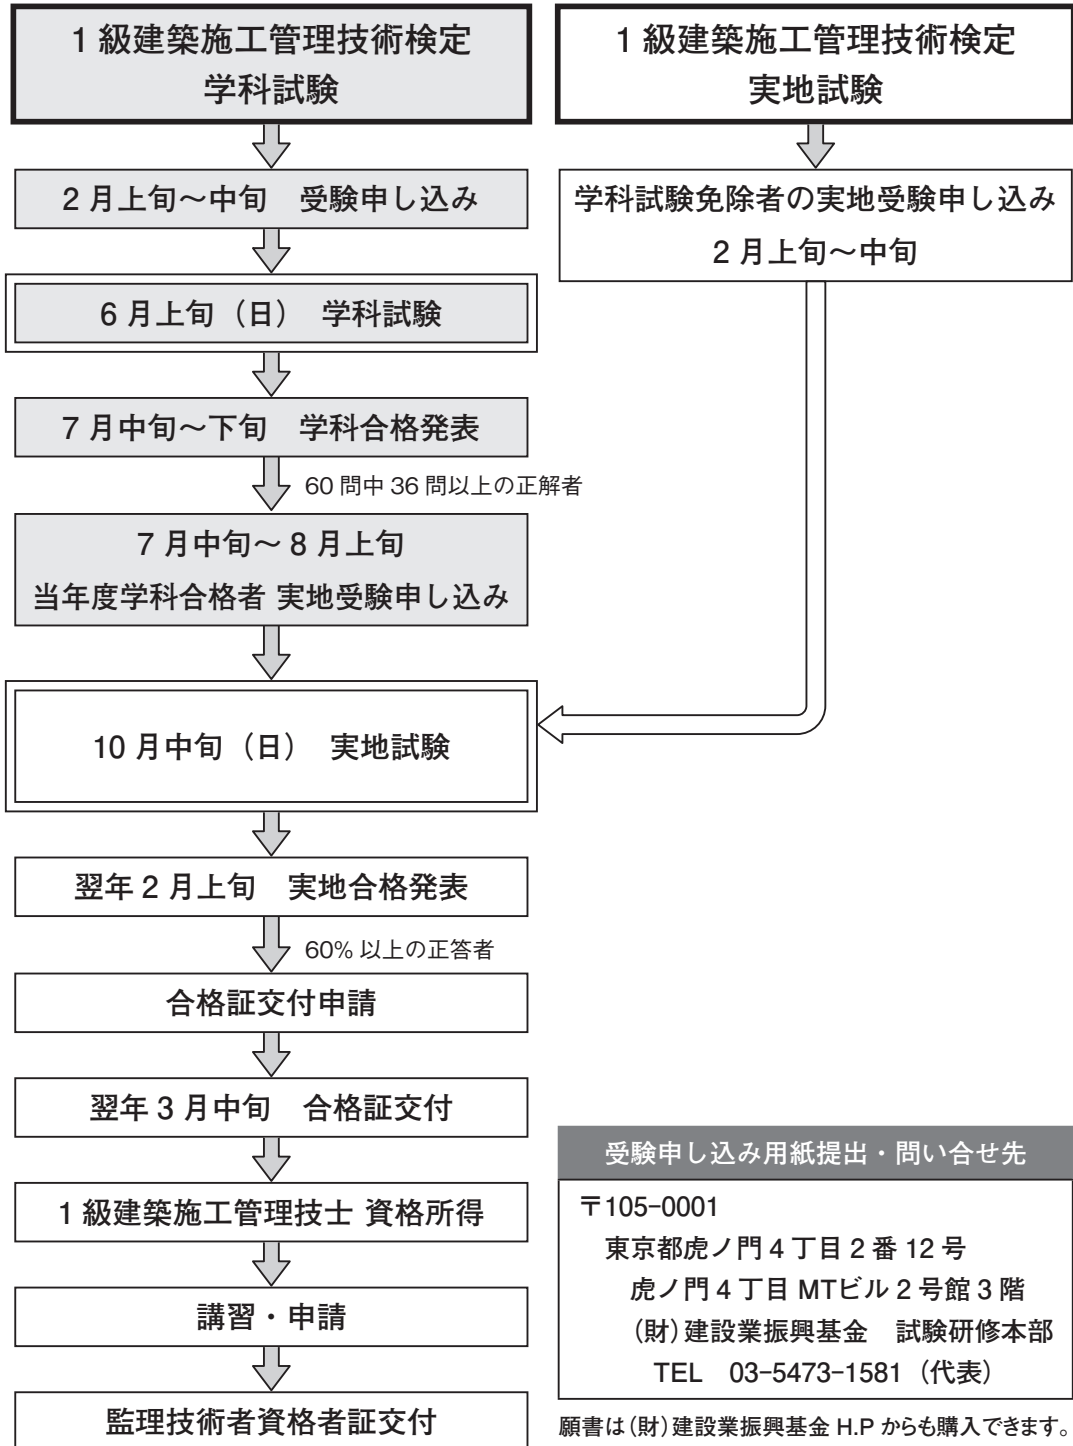 1 級建築施工管理技術検定
学科試験
2 月上旬～中旬　受験申し込み
6 月上旬（日）　学科試験
7 月中旬～下旬　学科合格発表
60 問中 36 問以上の正解者
7 月中旬～ 8 月上旬
当年度学科合格者 実地受験申し込み
10 月中旬（日）　実地試験
翌年 2 月上旬　実地合格発表
60% 以上の正答者
合格証交付申請
翌年 3 月中旬　合格証交付
1 級建築施工管理技士 資格所得
講習・申請
監理技術者資格者証交付
1 級建築施工管理技術検定
実地試験
学科試験免除者の実地受験申し込み
2 月上旬～中旬
受験申し込み用紙提出・問い合せ先
〒105-0001
東京都虎ノ門 4 丁目 2 番 12 号
虎ノ門 4 丁目 MTビル 2 号館 3 階
（財）建設業振興基金　試験研修本部
TEL　03-5473-1581（代表）
願書は（財）建設業振興基金 H.P からも購入できます。